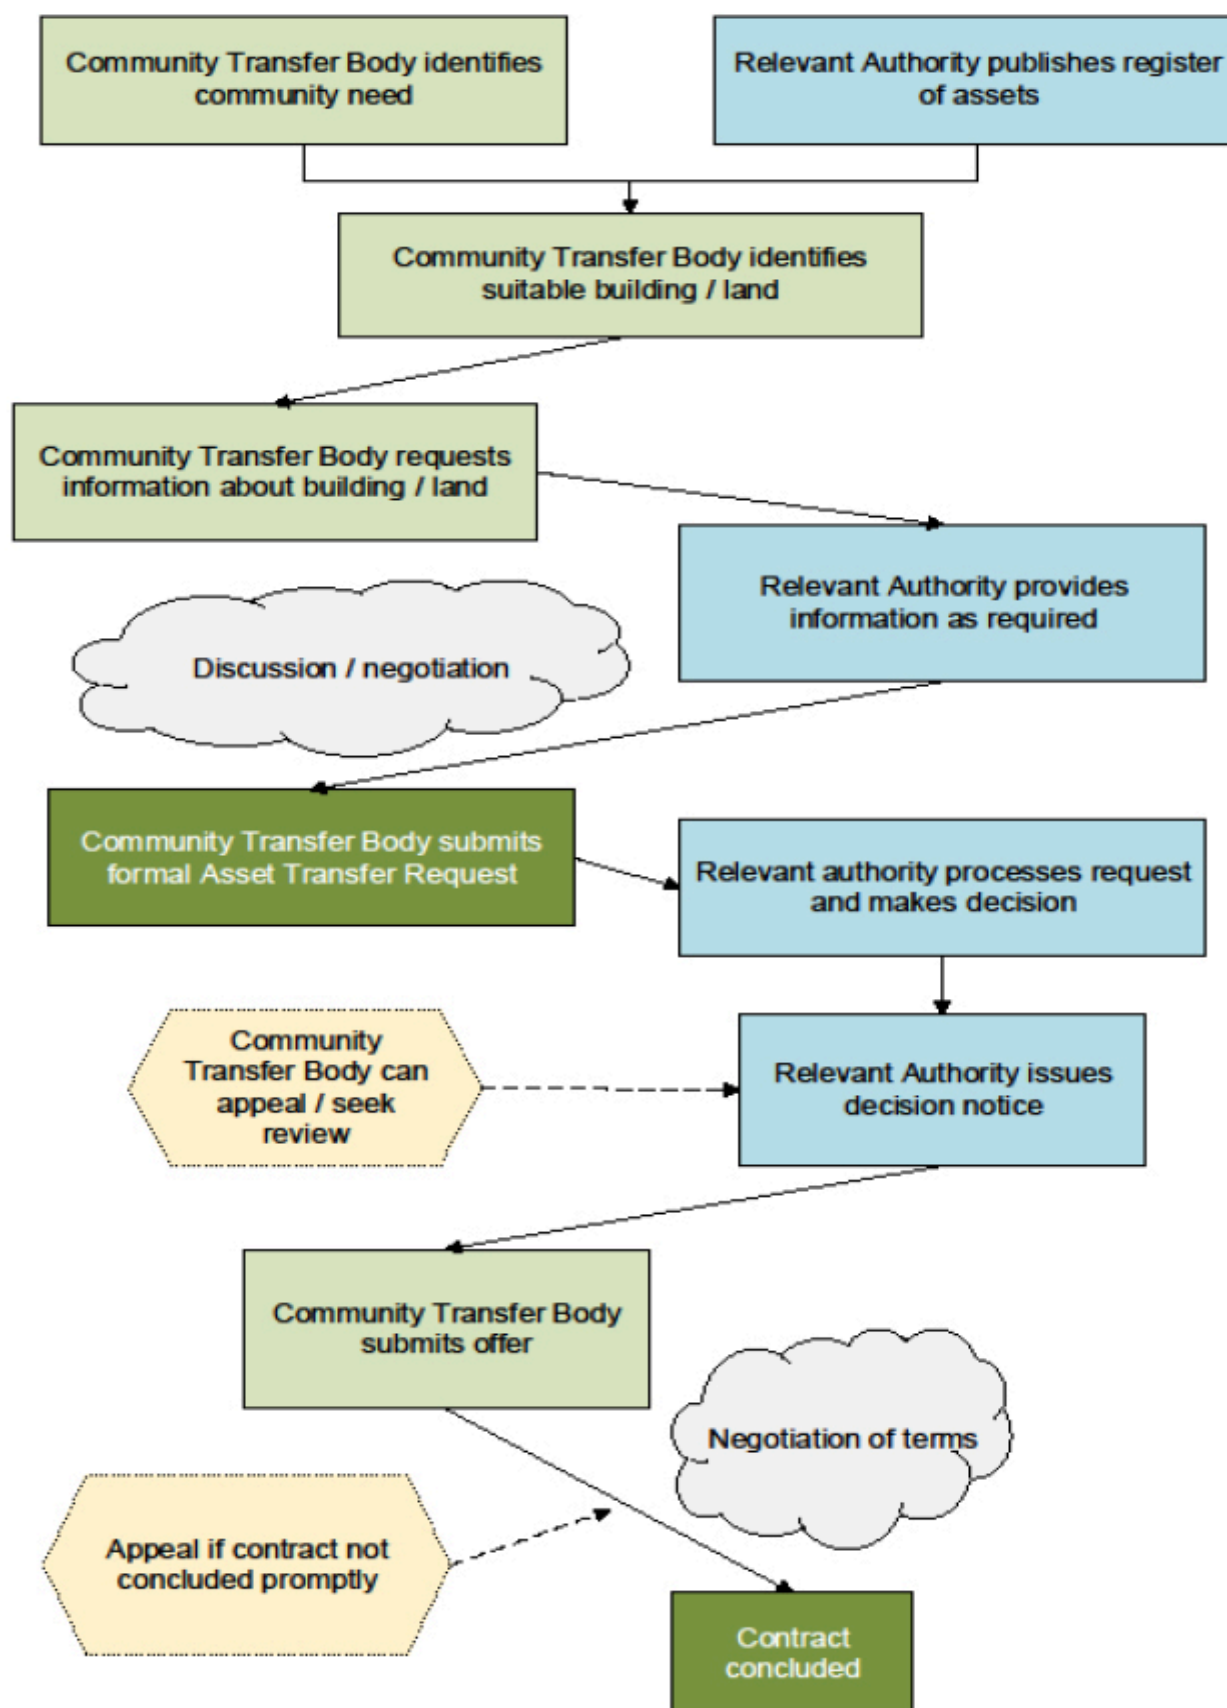 Community Transfer Body identifies
community need
Relevant Authority publishes register
of assets
Community Transfer Body identifies
suitable building / land
Community Transfer Body requests
information about building / land
Relevant Authority provides
information as required
Discussion / negotiation
Community Transfer Body submits
formal Asset Transfer Request
Relevant authority processes request
and makes decision
Community
Transfer Body can
appeal / seek
review
Relevant Authority issues
decision notice
Community Transfer Body
submits offer
Negotiation of terms
Appeal if contract not
concluded promptly
Contract
concluded